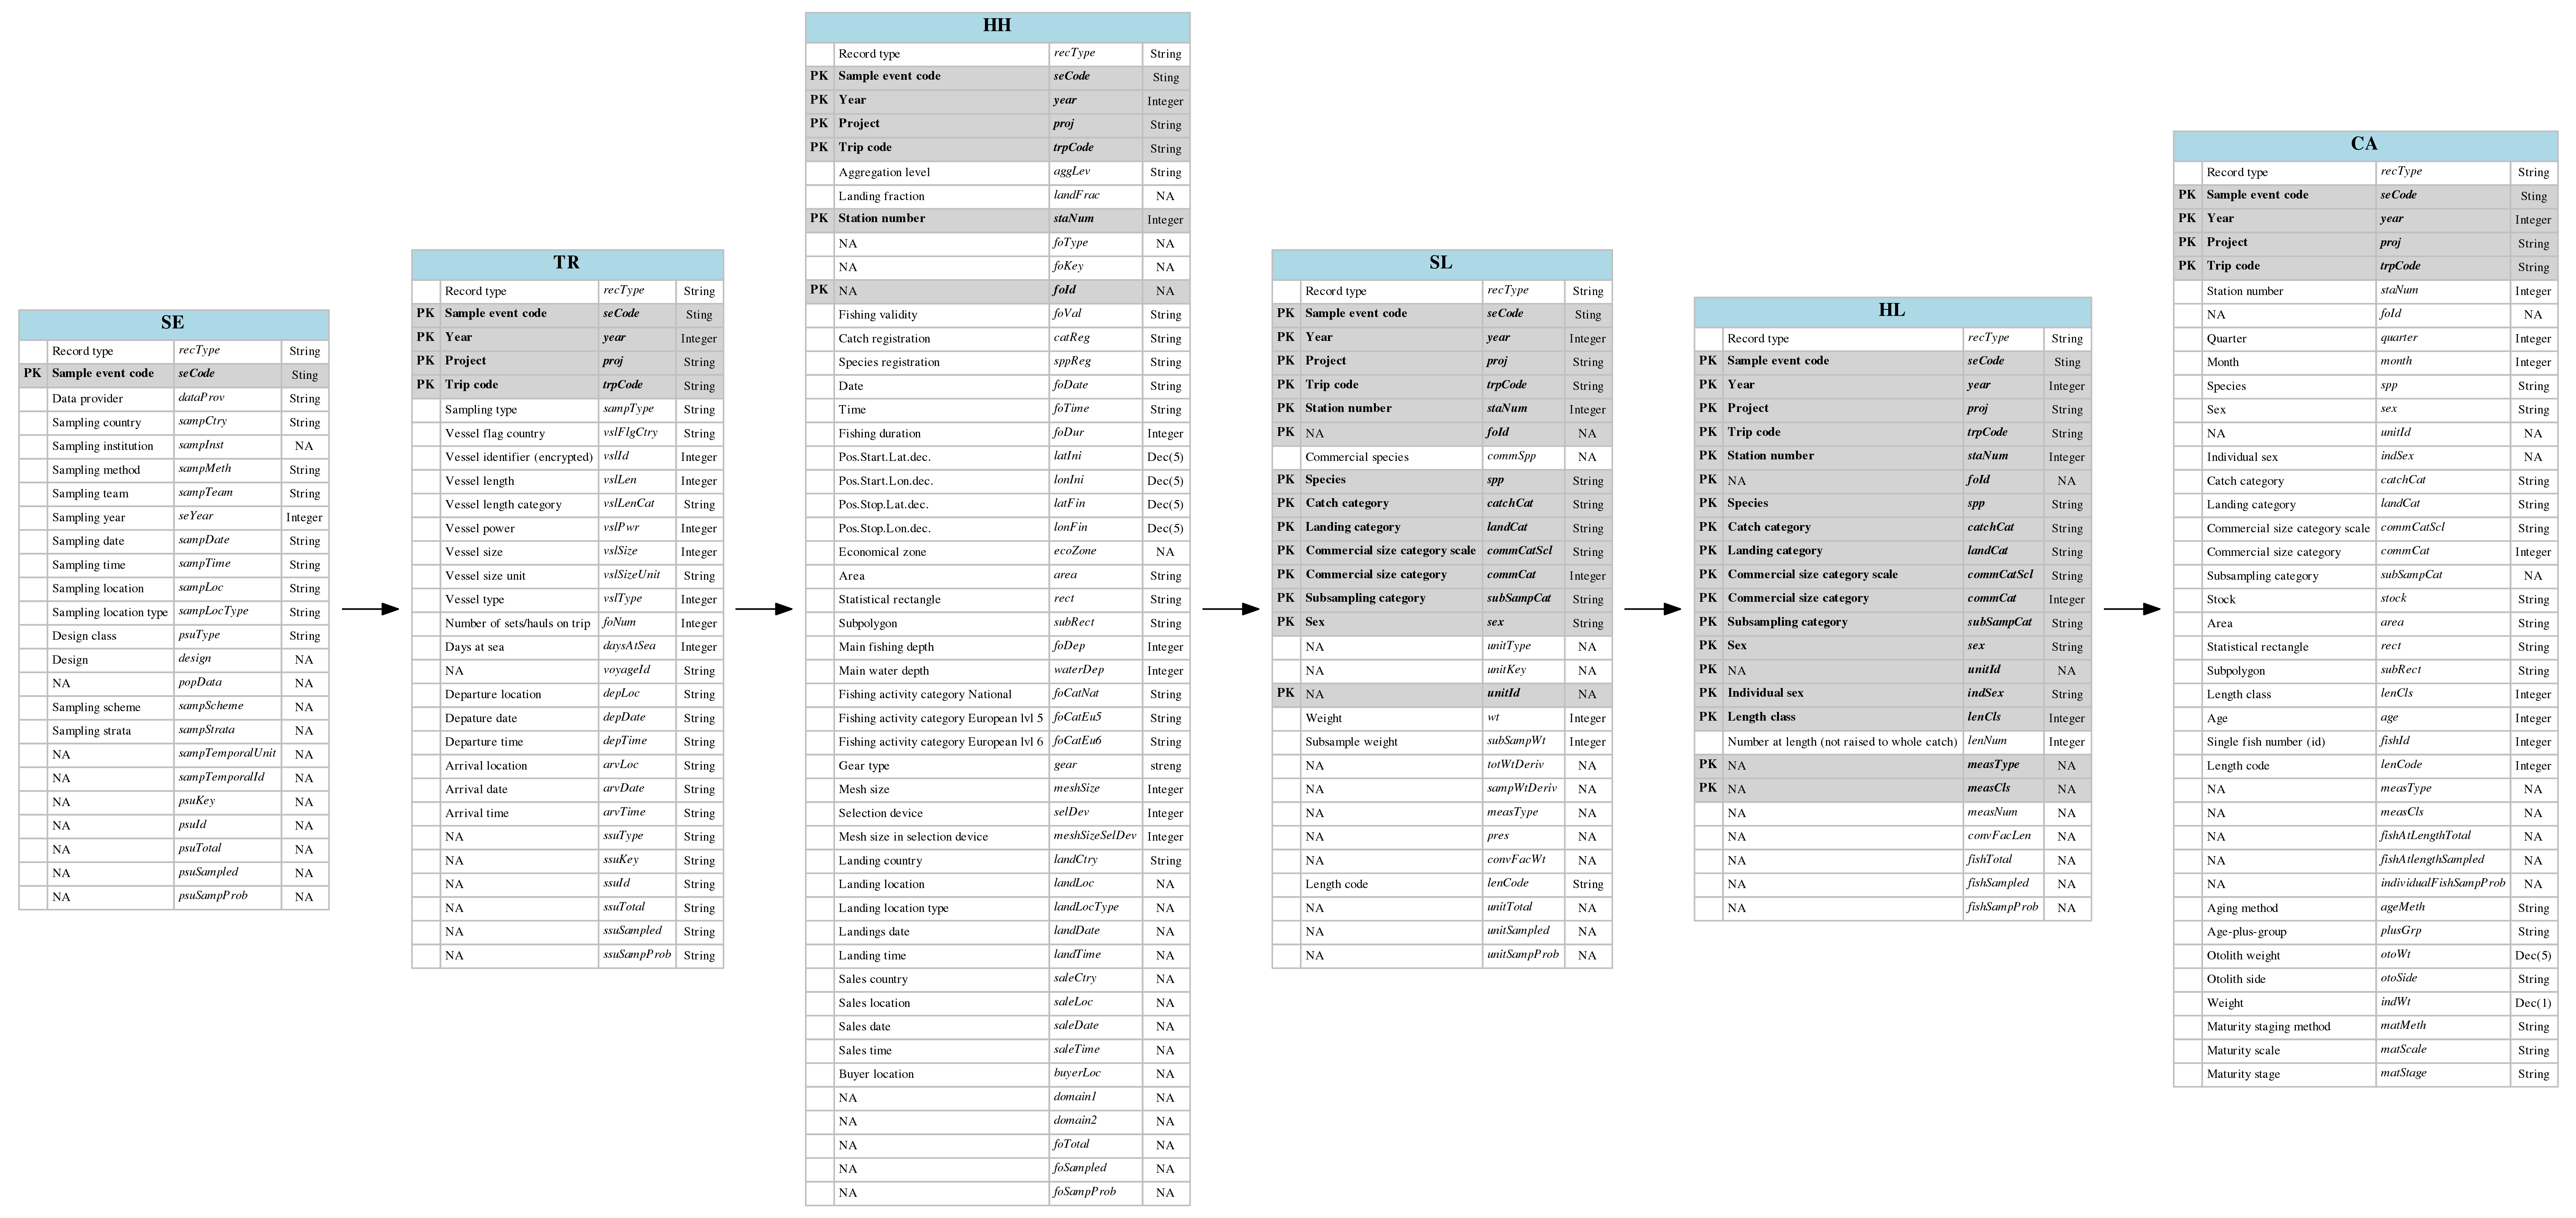 SE
Record type recType String
PK Sample event code seCode Sting
Data provider dataProv String
Sampling country sampCtry String
Sampling institution sampInst NA
Sampling method sampMeth String
Sampling team sampTeam String
Sampling year seYear Integer
Sampling date sampDate String
Sampling time sampTime String
Sampling location sampLoc String
Sampling location type sampLocType String
Design class psuType String
Design design NA
NA popData NA
Sampling scheme sampScheme NA
Sampling strata sampStrata NA
NA sampTemporalUnit NA
NA sampTemporalId NA
NA psuKey NA
NA psuId NA
NA psuTotal NA
NA psuSampled NA
NA psuSampProb NA
TR
Record type recType String
PK Sample event code seCode Sting
PK Year year Integer
PK Project proj String
PK Trip code trpCode String
Sampling type sampType String
Vessel flag country vslFlgCtry String
Vessel identifier (encrypted) vslId Integer
Vessel length vslLen Integer
Vessel length category vslLenCat String
Vessel power vslPwr Integer
Vessel size vslSize Integer
Vessel size unit vslSizeUnit String
Vessel type vslType Integer
Number of sets/hauls on trip foNum Integer
Days at sea daysAtSea Integer
NA voyageId String
Departure location depLoc String
Depature date depDate String
Departure time depTime String
Arrival location arvLoc String
Arrival date arvDate String
Arrival time arvTime String
NA ssuType String
NA ssuKey String
NA ssuId String
NA ssuTotal String
NA ssuSampled String
NA ssuSampProb String
HH
Record type recType String
PK Sample event code seCode Sting
PK Year year Integer
PK Project proj String
PK Trip code trpCode String
Aggregation level aggLev String
Landing fraction landFrac NA
PK Station number staNum Integer
NA foType NA
NA foKey NA
PK NA foId NA
Fishing validity foVal String
Catch registration catReg String
Species registration sppReg String
Date foDate String
Time foTime String
Fishing duration foDur Integer
Pos.Start.Lat.dec. latIni Dec(5)
Pos.Start.Lon.dec. lonIni Dec(5)
Pos.Stop.Lat.dec. latFin Dec(5)
Pos.Stop.Lon.dec. lonFin Dec(5)
Economical zone ecoZone NA
Area area String
Statistical rectangle rect String
Subpolygon subRect String
Main fishing depth foDep Integer
Main water depth waterDep Integer
Fishing activity category National foCatNat String
Fishing activity category European lvl 5 foCatEu5 String
Fishing activity category European lvl 6 foCatEu6 String
Gear type gear streng
Mesh size meshSize Integer
Selection device selDev Integer
Mesh size in selection device meshSizeSelDev Integer
Landing country landCtry String
Landing location landLoc NA
Landing location type landLocType NA
Landings date landDate NA
Landing time landTime NA
Sales country saleCtry NA
Sales location saleLoc NA
Sales date saleDate NA
Sales time saleTime NA
Buyer location buyerLoc NA
NA domain1 NA
NA domain2 NA
NA foTotal NA
NA foSampled NA
NA foSampProb NA
SL
Record type recType String
PK Sample event code seCode Sting
PK Year year Integer
PK Project proj String
PK Trip code trpCode String
PK Station number staNum Integer
PK NA foId NA
Commercial species commSpp NA
PK Species spp String
PK Catch category catchCat String
PK Landing category landCat String
PK Commercial size category scale commCatScl String
PK Commercial size category commCat Integer
PK Subsampling category subSampCat String
PK Sex sex String
NA unitType NA
NA unitKey NA
PK NA unitId NA
Weight wt Integer
Subsample weight subSampWt Integer
NA totWtDeriv NA
NA sampWtDeriv NA
NA measType NA
NA pres NA
NA convFacWt NA
Length code lenCode String
NA unitTotal NA
NA unitSampled NA
NA unitSampProb NA
HL
Record type recType String
PK Sample event code seCode Sting
PK Year year Integer
PK Project proj String
PK Trip code trpCode String
PK Station number staNum Integer
PK NA foId NA
PK Species spp String
PK Catch category catchCat String
PK Landing category landCat String
PK Commercial size category scale commCatScl String
PK Commercial size category commCat Integer
PK Subsampling category subSampCat String
PK Sex sex String
PK NA unitId NA
PK Individual sex indSex String
PK Length class lenCls Integer
Number at length (not raised to whole catch) lenNum Integer
PK NA measType NA
PK NA measCls NA
NA measNum NA
NA convFacLen NA
NA fishTotal NA
NA fishSampled NA
NA fishSampProb NA
CA
Record type recType String
PK Sample event code seCode Sting
PK Year year Integer
PK Project proj String
PK Trip code trpCode String
Station number staNum Integer
NA foId NA
Quarter quarter Integer
Month month Integer
Species spp String
Sex sex String
NA unitId NA
Individual sex indSex NA
Catch category catchCat String
Landing category landCat String
Commercial size category scale commCatScl String
Commercial size category commCat Integer
Subsampling category subSampCat NA
Stock stock String
Area area String
Statistical rectangle rect String
Subpolygon subRect String
Length class lenCls Integer
Age age Integer
Single fish number (id) fishId Integer
Length code lenCode Integer
NA measType NA
NA measCls NA
NA fishAtLengthTotal NA
NA fishAtlengthSampled NA
NA individualFishSampProb NA
Aging method ageMeth String
Age-plus-group plusGrp String
Otolith weight otoWt Dec(5)
Otolith side otoSide String
Weight indWt Dec(1)
Maturity staging method matMeth String
Maturity scale matScale String
Maturity stage matStage String